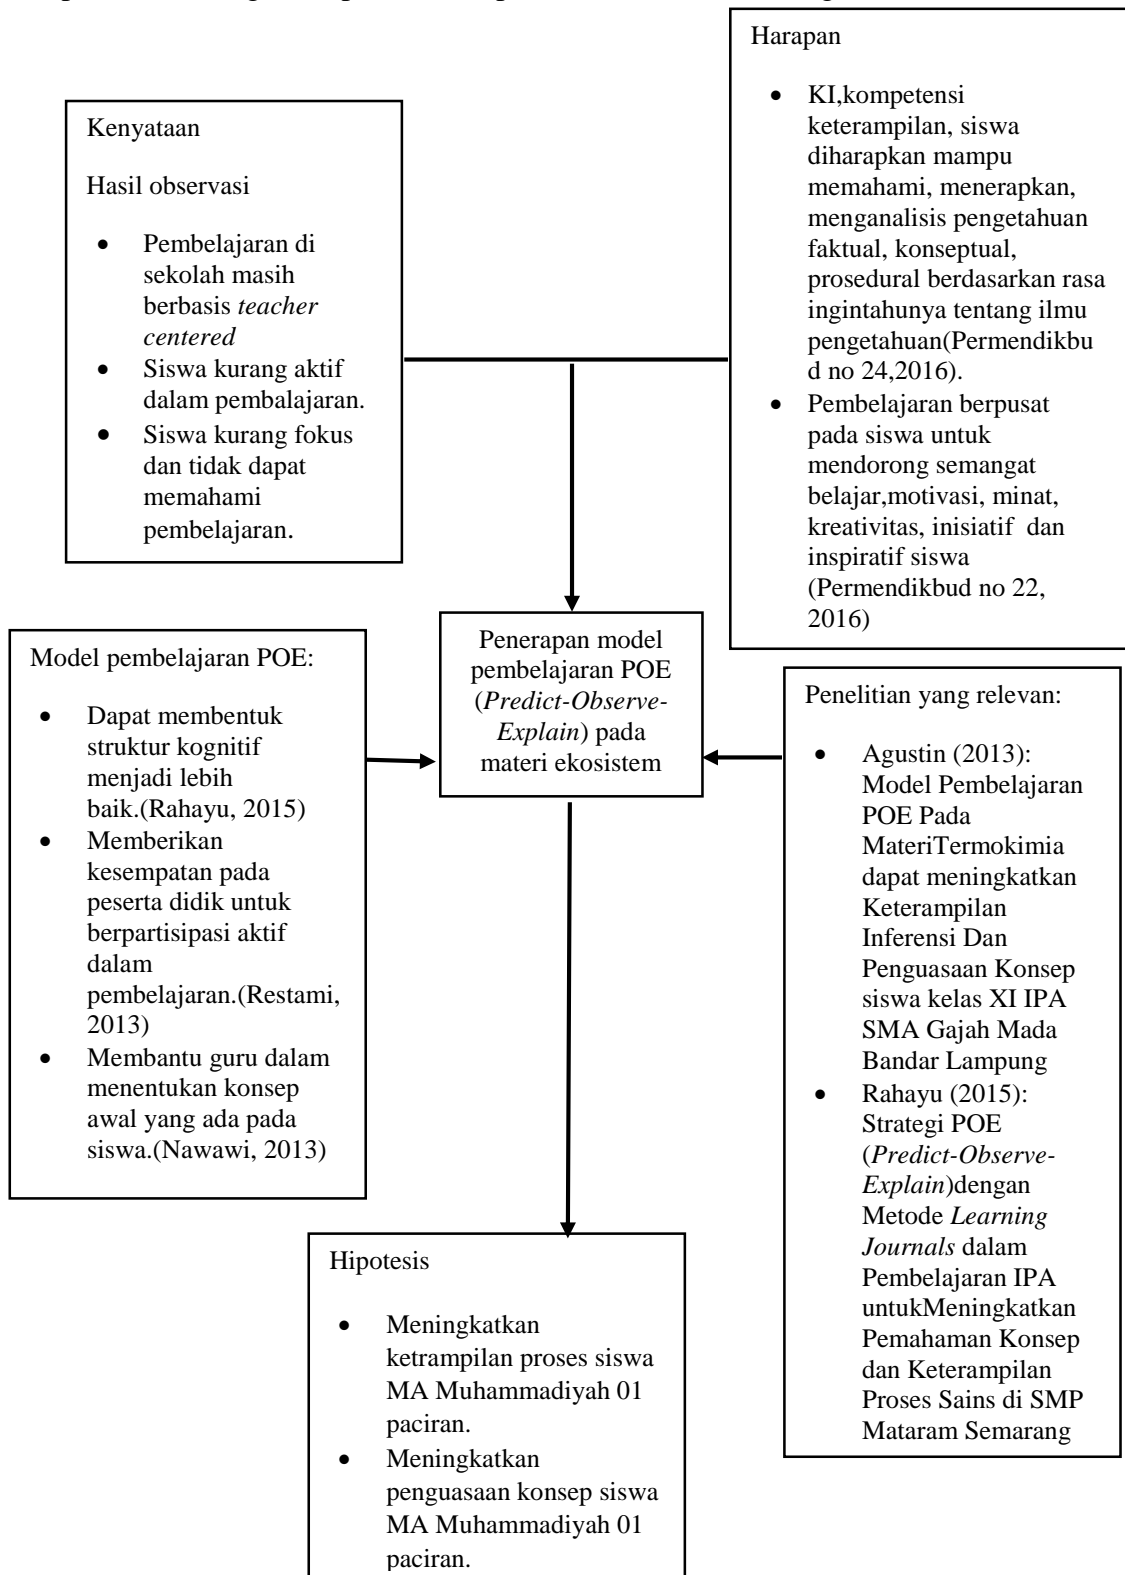 Harapan
• KI,kompetensi
keterampilan, siswa
diharapkan mampu
memahami, menerapkan,
menganalisis pengetahuan
faktual, konseptual,
prosedural berdasarkan rasa
ingintahunya tentang ilmu
pengetahuan(Permendikbu
d no 24,2016).
• Pembelajaran berpusat
pada siswa untuk
mendorong semangat
belajar,motivasi, minat,
kreativitas, inisiatif dan
inspiratif siswa
(Permendikbud no 22,
2016)
Kenyataan
Hasil observasi
• Pembelajaran di
sekolah masih
berbasis teacher
centered
• Siswa kurang aktif
dalam pembalajaran.
• Siswa kurang fokus
dan tidak dapat
memahami
pembelajaran.
Penerapan model
pembelajaran POE
(Predict-Observe-
Explain) pada
materi ekosistem
Model pembelajaran POE:
• Dapat membentuk
struktur kognitif
menjadi lebih
baik.(Rahayu, 2015)
• Memberikan
kesempatan pada
peserta didik untuk
berpartisipasi aktif
dalam
pembelajaran.(Restami,
2013)
• Membantu guru dalam
menentukan konsep
awal yang ada pada
siswa.(Nawawi, 2013)
Penelitian yang relevan:
• Agustin (2013):
Model Pembelajaran
POE Pada
MateriTermokimia
dapat meningkatkan
Keterampilan
Inferensi Dan
Penguasaan Konsep
siswa kelas XI IPA
SMA Gajah Mada
Bandar Lampung
• Rahayu (2015):
Strategi POE
(Predict-Observe-
Explain)dengan
Metode Learning
Journals dalam
Pembelajaran IPA
untukMeningkatkan
Pemahaman Konsep
dan Keterampilan
Proses Sains di SMP
Mataram Semarang
Hipotesis
• Meningkatkan
ketrampilan proses siswa
MA Muhammadiyah 01
paciran.
• Meningkatkan
penguasaan konsep siswa
MA Muhammadiyah 01
paciran.